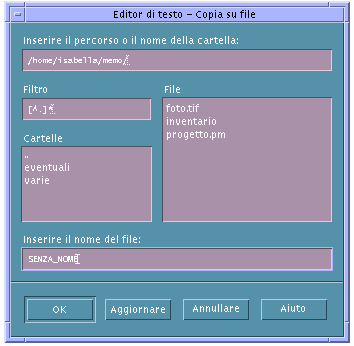 Editor di testo - Copia su file
Inserire il percorso o il nome della cartella:
/home/isabella/memo/
Filtro
[^.]*
File
foto.tif
inventario
progetto.pm
Cartelle
..
eventuali
varie
Inserire il nome del file:
SENZA_NOME
OK
Aggiornare
Annullare
Aiuto